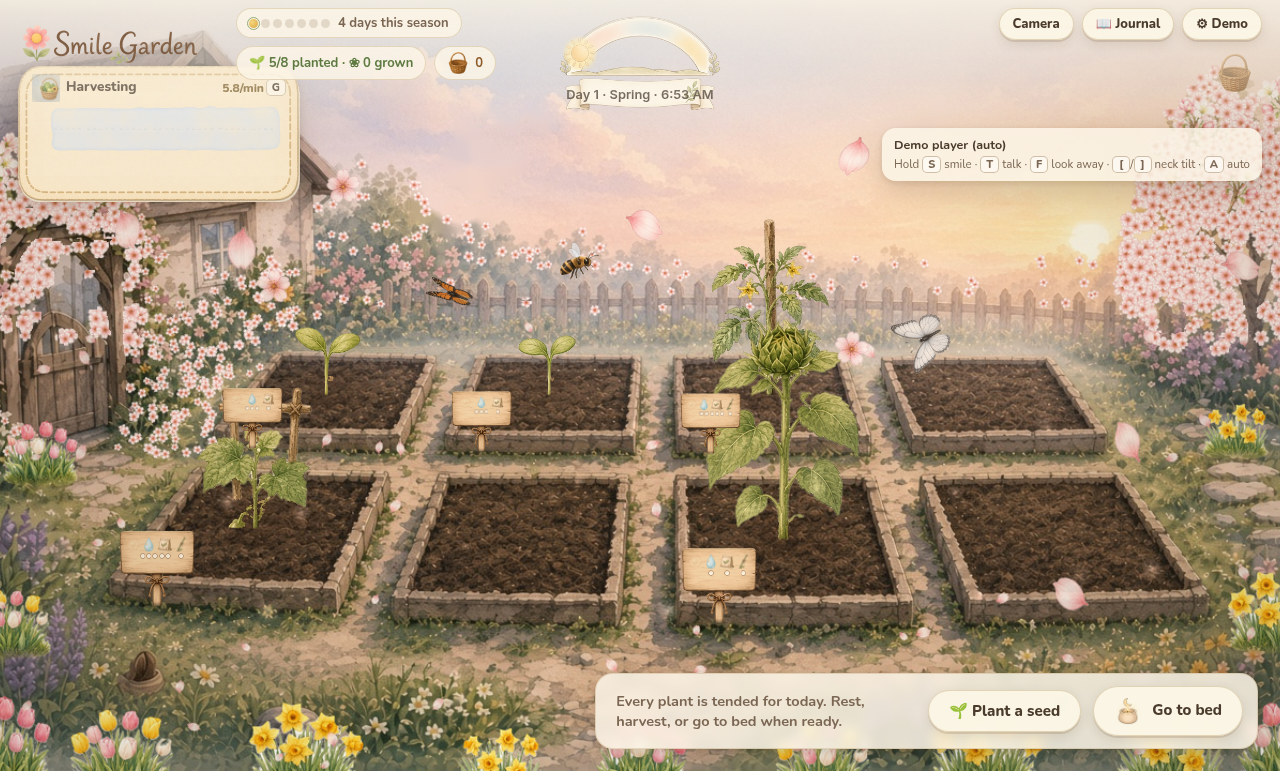 Smile Garden
4 days this season
5/8 planted · 0 grown
0
Harvesting
5.8/min G
Day 1 · Spring · 6:53 AM
Camera
Journal
Demo
Demo player (auto)
Hold S smile · T talk · F look away · [ / ] neck tilt · A auto
Every plant is tended for today. Rest,
harvest, or go to bed when ready.
Plant a seed
Go to bed